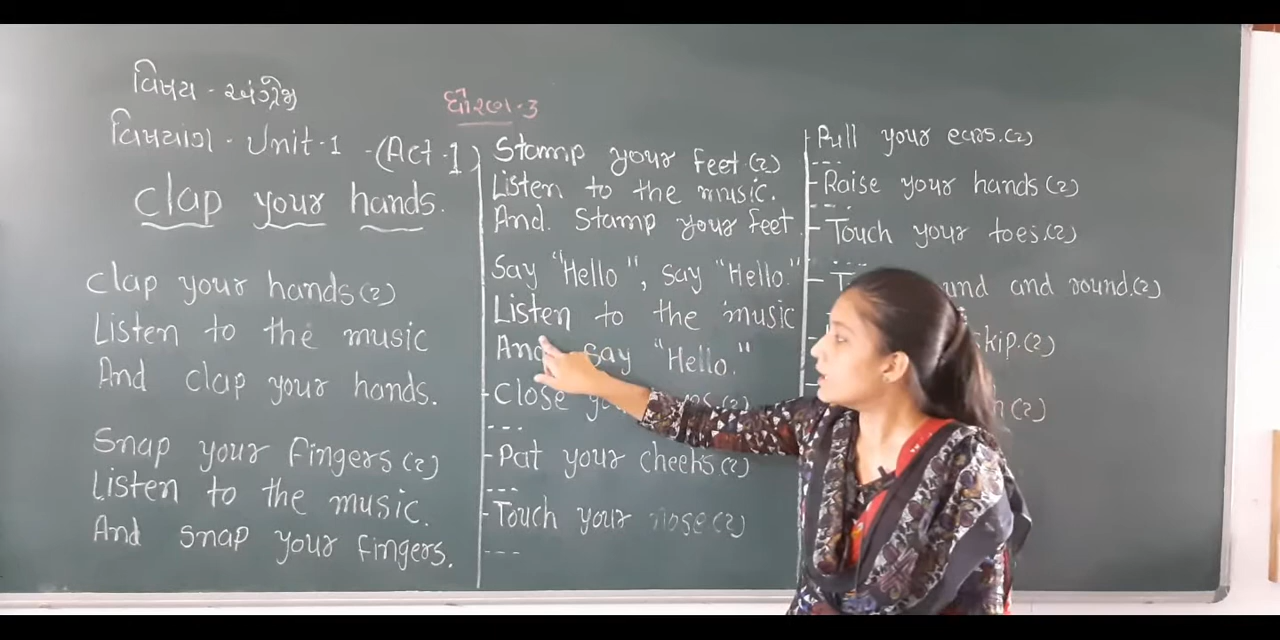 વિષય - અંગ્રેજી
ધોરણ - 3
વિષયાંગ - Unit - 1 - (Act - 1)
clap your hands.
clap your hands (2)
Listen to the music
And clap your hands.
Snap your fingers (2)
Listen to the music.
And snap your fingers.
Stamp your feet (2)
Listen to the music.
And. Stamp your feet.
Say "Hello", say "Hello."
Listen to the music
And say "Hello."
- Close (2)
---
- Pat your cheeks (2)
---
- Touch your nose (2)
---
- Pull your ears. (2)
---
- Raise your hands (2)
---
- Touch your toes. (2)
---
- and round. (2)
skip. (2)
(2)